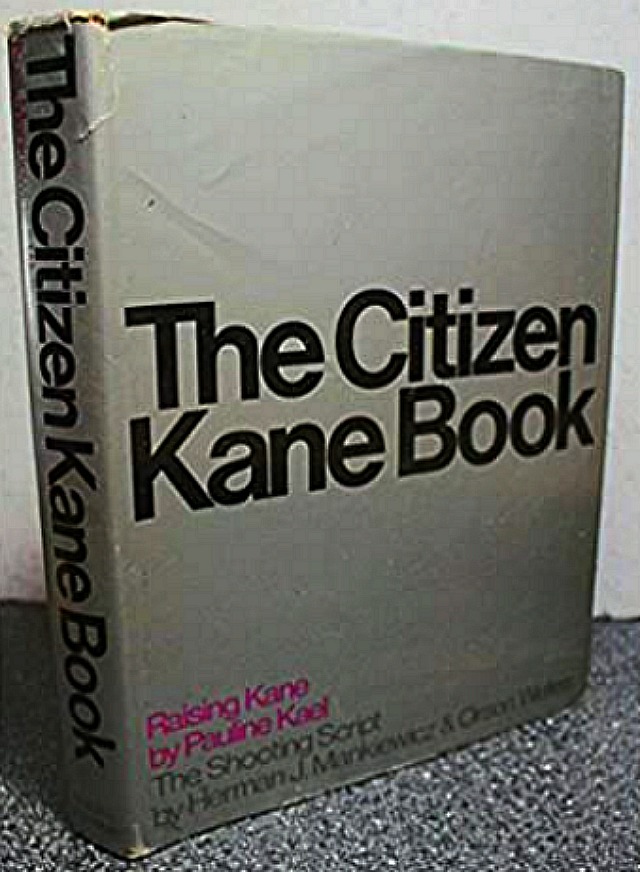 The Citizen Kane Book
The Citizen
Kane Book
Raising Kane
by Pauline Kael
The Shooting Script
by Herman J. Mankiewicz & Orson Welles